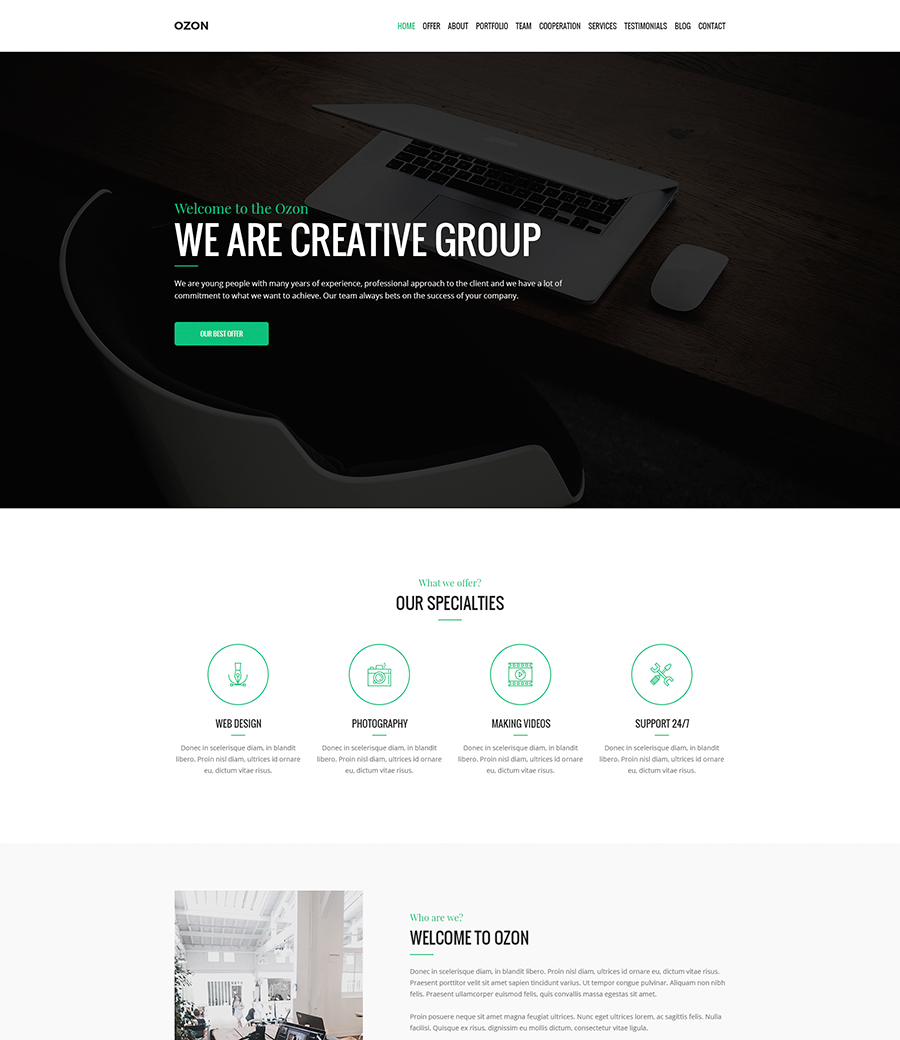 OZON
HOME OFFER ABOUT PORTFOLIO TEAM COOPERATION SERVICES TESTIMONIALS BLOG CONTACT
Welcome to the Ozon
WE ARE CREATIVE GROUP
We are young people with many years of experience, professional approach to the client and we have a lot of
commitment to what we want to achieve. Our team always bets on the success of your company.
OUR BEST OFFER
What we offer?
OUR SPECIALTIES
WEB DESIGN
Donec in scelerisque diam, in blandit
libero. Proin nisl diam, ultrices id ornare
eu, dictum vitae risus.
PHOTOGRAPHY
Donec in scelerisque diam, in blandit
libero. Proin nisl diam, ultrices id ornare
eu, dictum vitae risus.
MAKING VIDEOS
Donec in scelerisque diam, in blandit
libero. Proin nisl diam, ultrices id ornare
eu, dictum vitae risus.
SUPPORT 24/7
Donec in scelerisque diam, in blandit
libero. Proin nisl diam, ultrices id ornare
eu, dictum vitae risus.
Who are we?
WELCOME TO OZON
Donec in scelerisque diam, in blandit libero. Proin nisl diam, ultrices id ornare eu, dictum vitae risus.
Praesent porttitor velit sit amet sapien tincidunt varius. Ut tempor congue pulvinar. Aliquam non nibh
felis. Praesent ullamcorper euismod felis, quis convallis massa egestas sit amet.
Proin posuere neque sit amet magna feugiat ultrices. Nunc eget ultrices lorem, ac sagittis felis. Nulla
facilisi. Quisque ex risus, dignissim eu mollis dictum, consectetur vitae ligula.